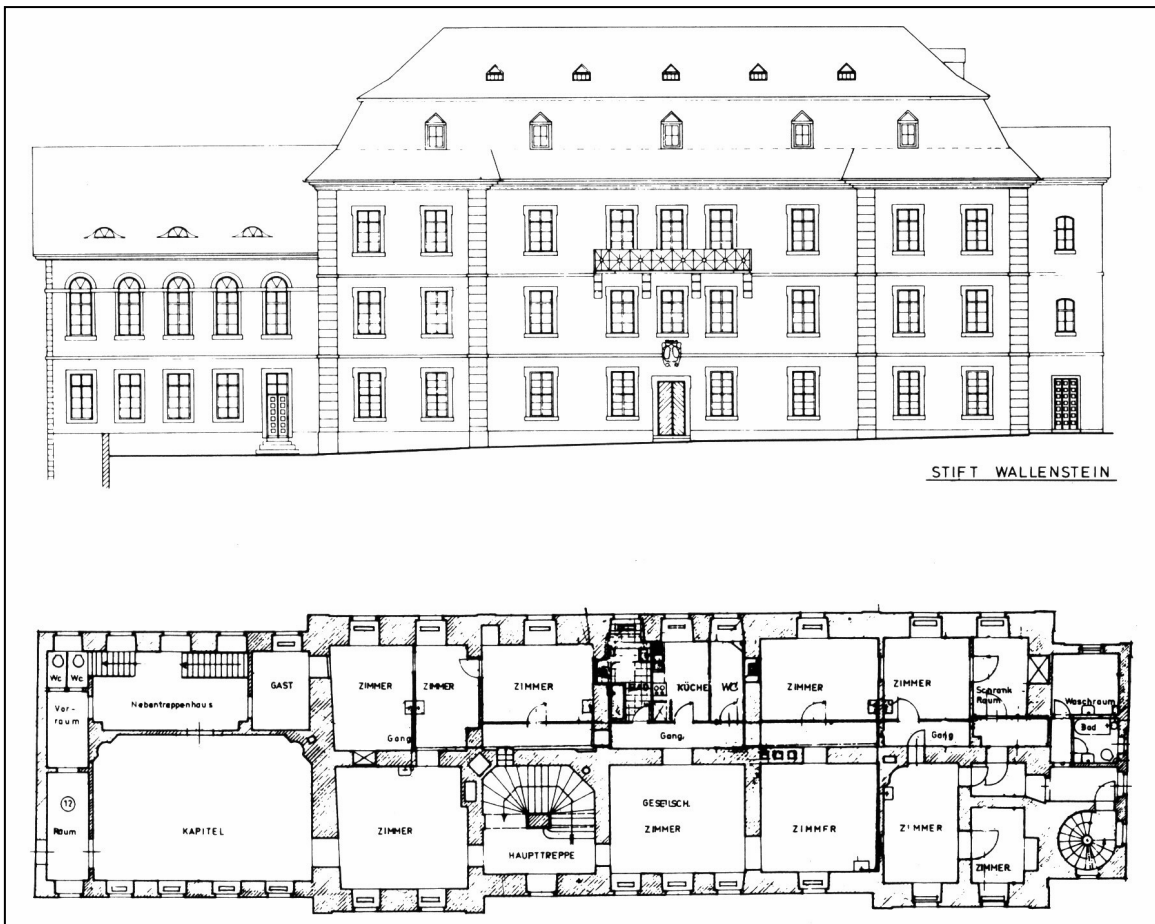 STIFT WALLENSTEIN
WC
WC
Vor-
raum
Nebentreppenhaus
GAST
ZIMMER
ZIMMER
ZIMMER
BAD
KÜCHE
WC
ZIMMER
ZIMMER
Schrank
Raum
Waschraum
Bad
Gang
Gang.
Gang
12
Raum
KAPITEL
ZIMMER
HAUPTTREPPE
GESELLSCH.
ZIMMER
ZIMMER
ZIMMER
ZIMMER